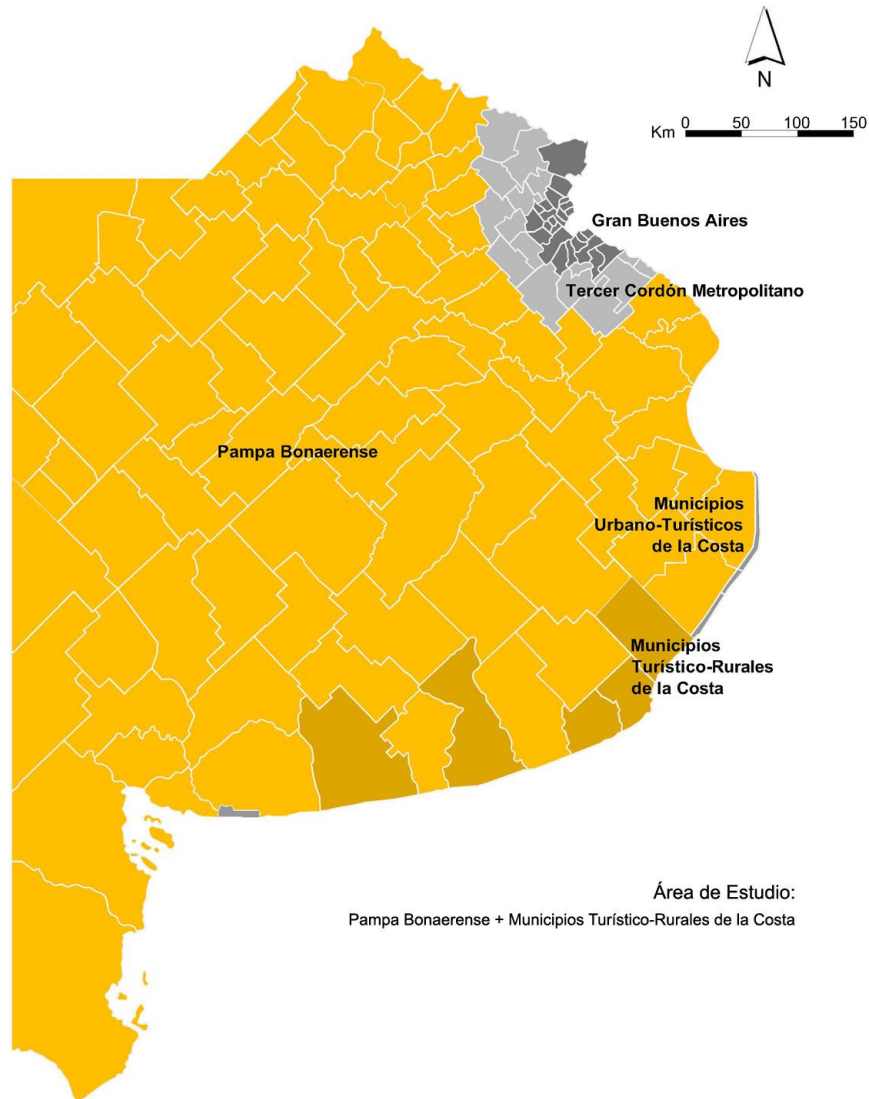 N
Km 0 50 100 150
Gran Buenos Aires
Tercer Cordón Metropolitano
Pampa Bonaerense
Municipios
Urbano-Turísticos
de la Costa
Municipios
Turístico-Rurales
de la Costa
Área de Estudio:
Pampa Bonaerense + Municipios Turístico-Rurales de la Costa